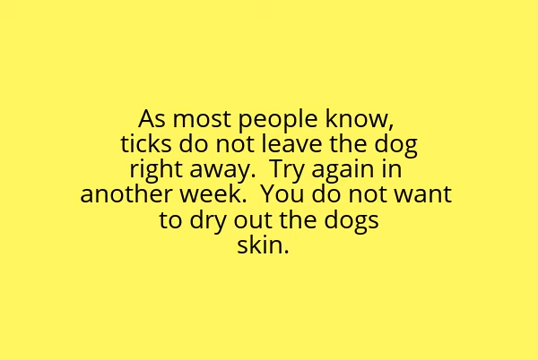 As most people know,
ticks do not leave the dog
right away.  Try again in
another week.  You do not want
to dry out the dogs
skin.